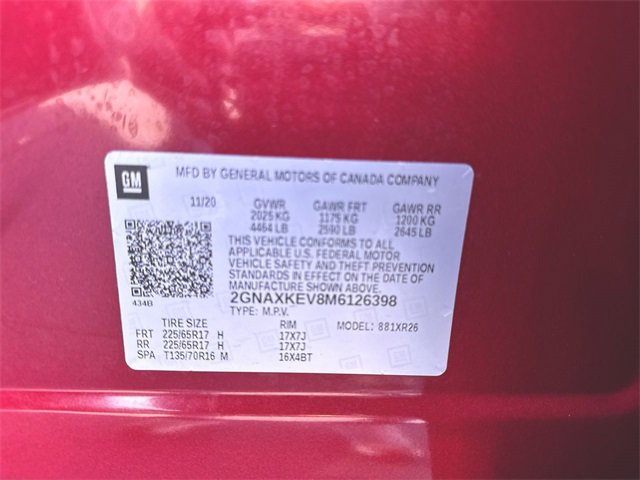 GM
MFD BY GENERAL MOTORS OF CANADA COMPANY
11/20 GVWR GAWR FRT GAWR RR
2025 KG 1175 KG 1200 KG
4464 LB 2590 LB 2645 LB
THIS VEHICLE CONFORMS TO ALL
APPLICABLE U.S. FEDERAL MOTOR
VEHICLE SAFETY AND THEFT PREVENTION
STANDARDS IN EFFECT ON THE DATE OF
MANUFACTURE SHOWN ABOVE.
434B
2GNAXKEV8M6126398
TYPE: M.P.V.
TIRE SIZE RIM MODEL: 881XR26
FRT 225/65R17 H 17X7J
RR 225/65R17 H 17X7J
SPA T135/70R16 M 16X4BT